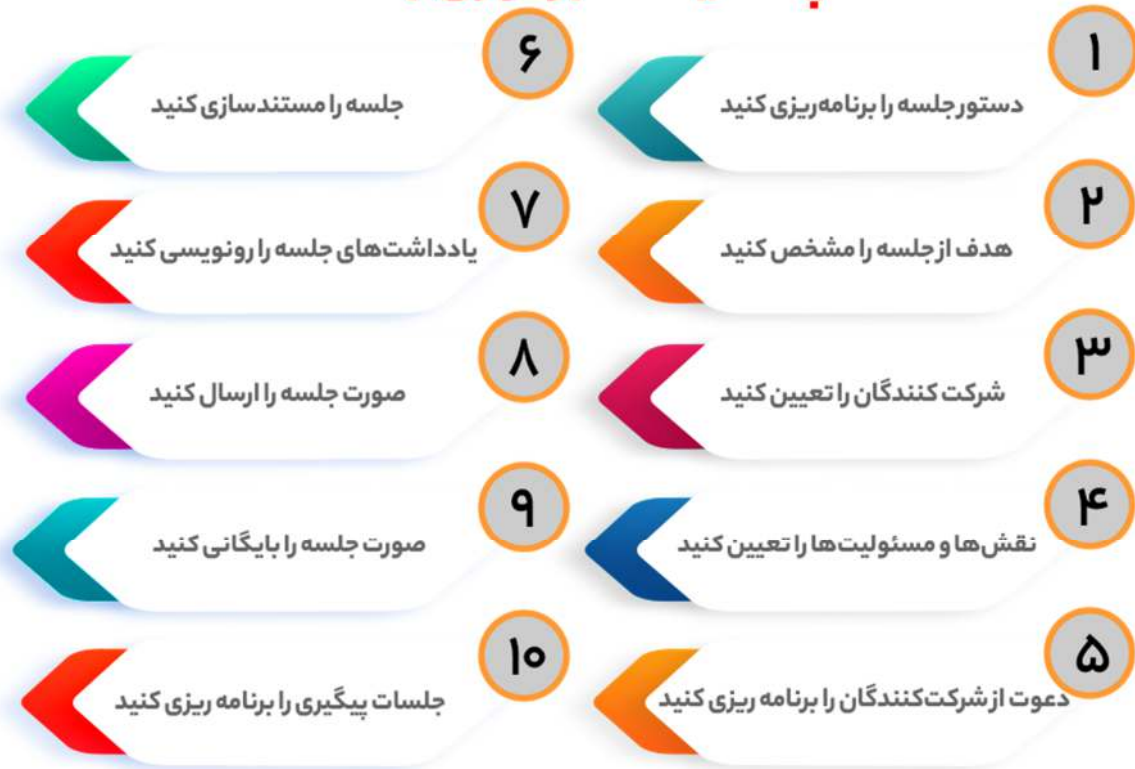 ۱
دستور جلسه را برنامه‌ریزی کنید
۲
هدف از جلسه را مشخص کنید
۳
شرکت کنندگان را تعیین کنید
۴
نقش‌ها و مسئولیت‌ها را تعیین کنید
۵
دعوت از شرکت‌کنندگان را برنامه ریزی کنید
۶
جلسه را مستندسازی کنید
۷
یادداشت‌های جلسه را رونویسی کنید
۸
صورت جلسه را ارسال کنید
۹
صورت جلسه را بایگانی کنید
۱۰
جلسات پیگیری را برنامه ریزی کنید